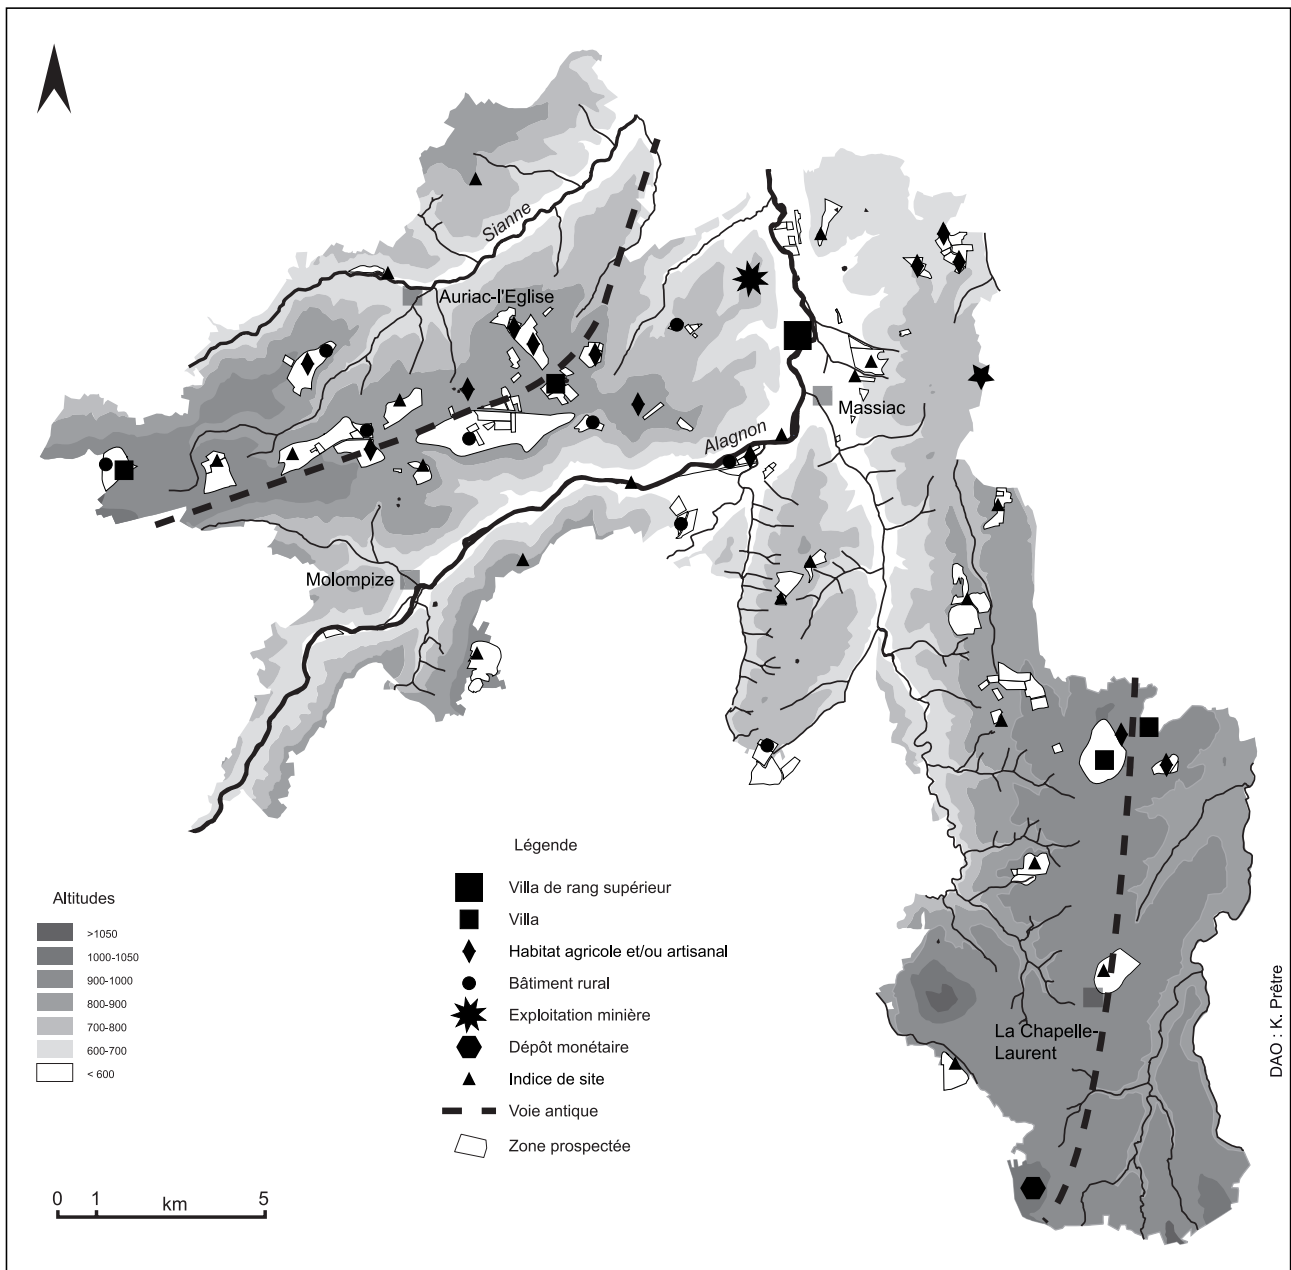 Sianne
Auriac-l'Eglise
Massiac
Alagnon
Molompize
La Chapelle-
Laurent
Légende
Villa de rang supérieur
Villa
Habitat agricole et/ou artisanal
Bâtiment rural
Exploitation minière
Dépôt monétaire
Indice de site
Voie antique
Zone prospectée
Altitudes
>1050
1000-1050
900-1000
800-900
700-800
600-700
< 600
0 1 km 5
DAO : K. Prêtre